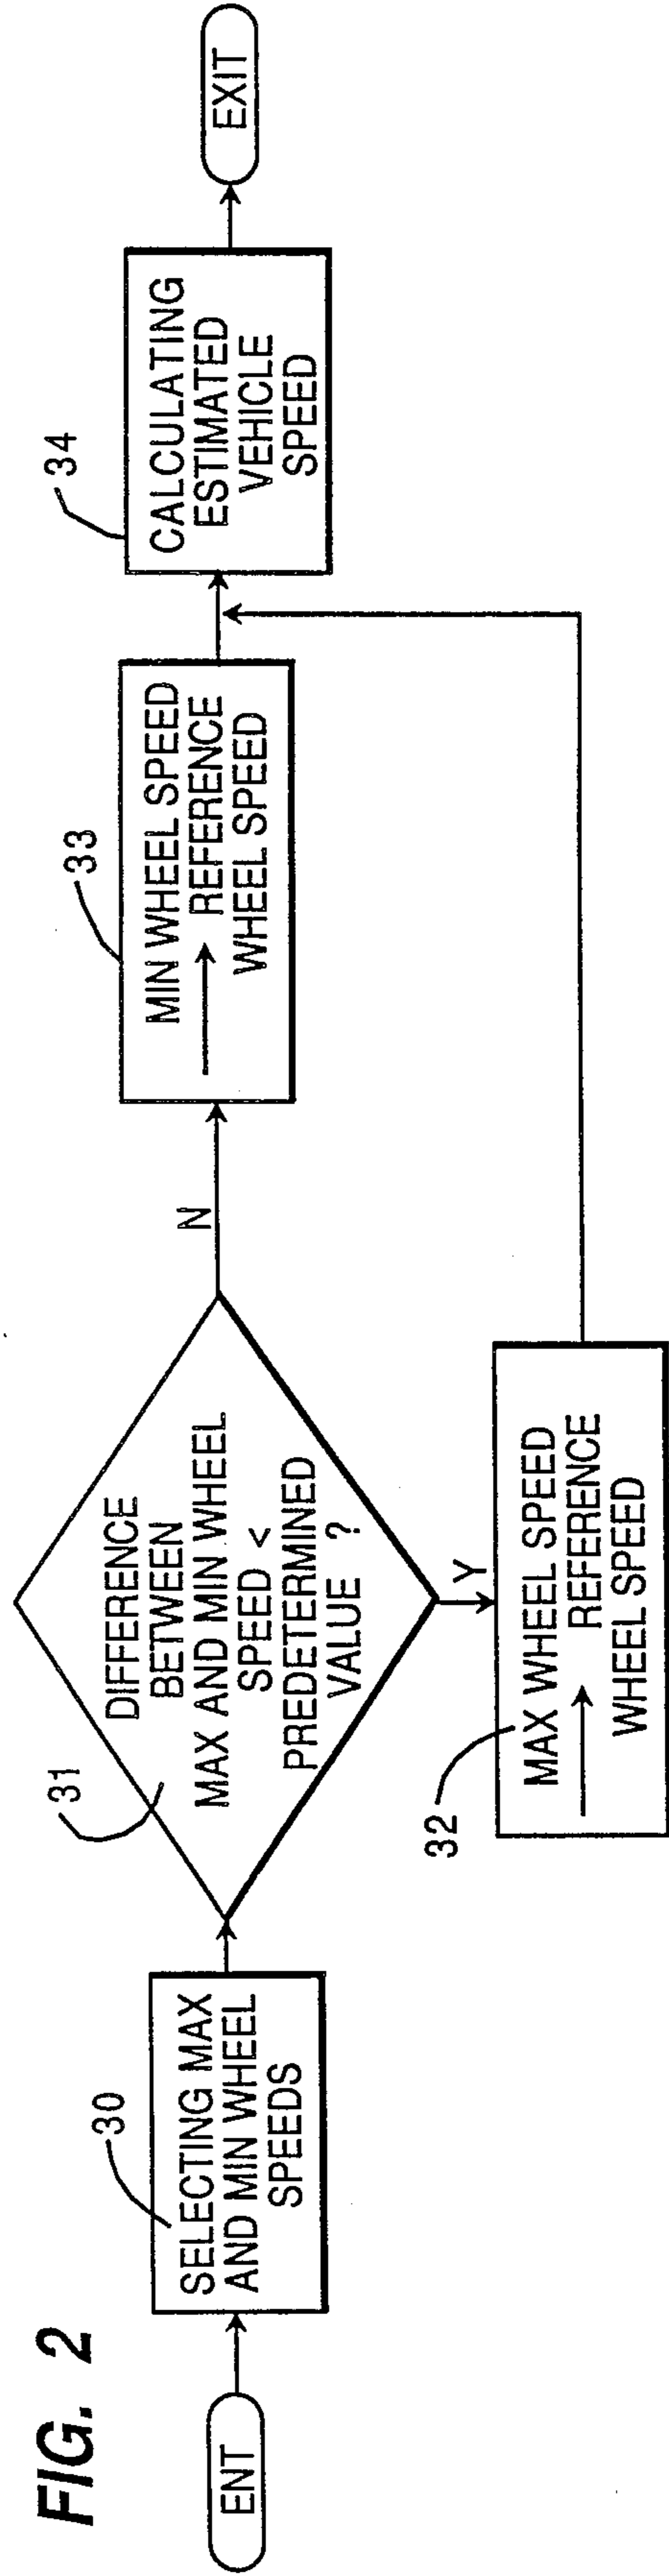 FIG. 2
ENT
30
SELECTING MAX
AND MIN WHEEL
SPEEDS
31
DIFFERENCE
BETWEEN
MAX AND MIN WHEEL
SPEED <
PREDETERMINED
VALUE ?
N
Y
32
MAX WHEEL SPEED
REFERENCE
WHEEL SPEED
33
MIN WHEEL SPEED
REFERENCE
WHEEL SPEED
34
CALCULATING
ESTIMATED
VEHICLE
SPEED
EXIT